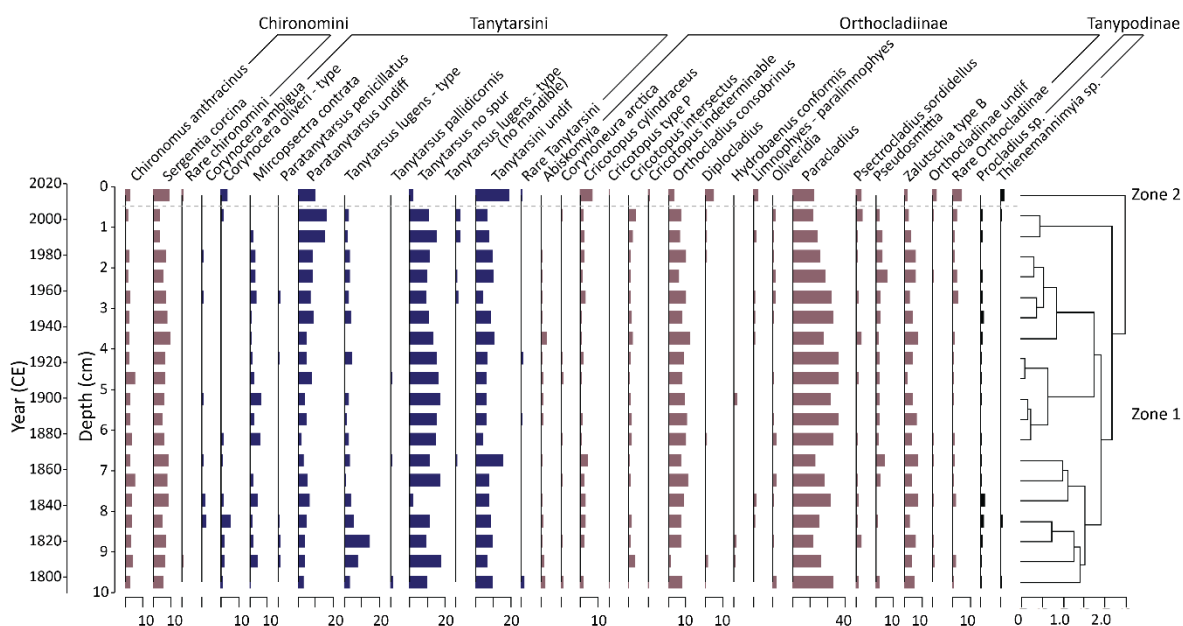 Chironomini Tanytarsini Orthocladiinae Tanypodinae
Chironomus anthracinus
Sergentia corcina
Rare chironomini
Corynocera ambigua
Corynocera oliveri - type
Mircopsectra contrata
Paratanytarsus penicillatus
Paratanytarsus undiff
Tanytarsus lugens - type
Tanytarsus pallidicornis
Tanytarsus no spur
Tanytarsus lugens - type
(no mandible)
Tanytarsini undif
Rare Tanytarsini
Abiskomyia
Corynoneura arctica
Cricotopus cylindraceus
Cricotopus type P
Cricotopus intersectus
Cricotopus indeterminable
Orthocladius consobrinus
Diplocladius
Hydrobaenus conformis
Limnophyes - paralimnophyes
Oliveridia
Paracladius
Psectrocladius sordidellus
Pseudosmittia
Zalutschia type B
Orthocladiinae undif
Rare Orthocladiinae
Procladius sp.
Thienemannimyia sp.
Year (CE)
2020
2000
1980
1960
1940
1920
1900
1880
1860
1840
1820
1800
Depth (cm)
0
1
2
3
4
5
6
7
8
9
10
Zone 2
Zone 1
10 10 10 20 20 20 20 10 10 10 40 10 10 0 1.0 2.0